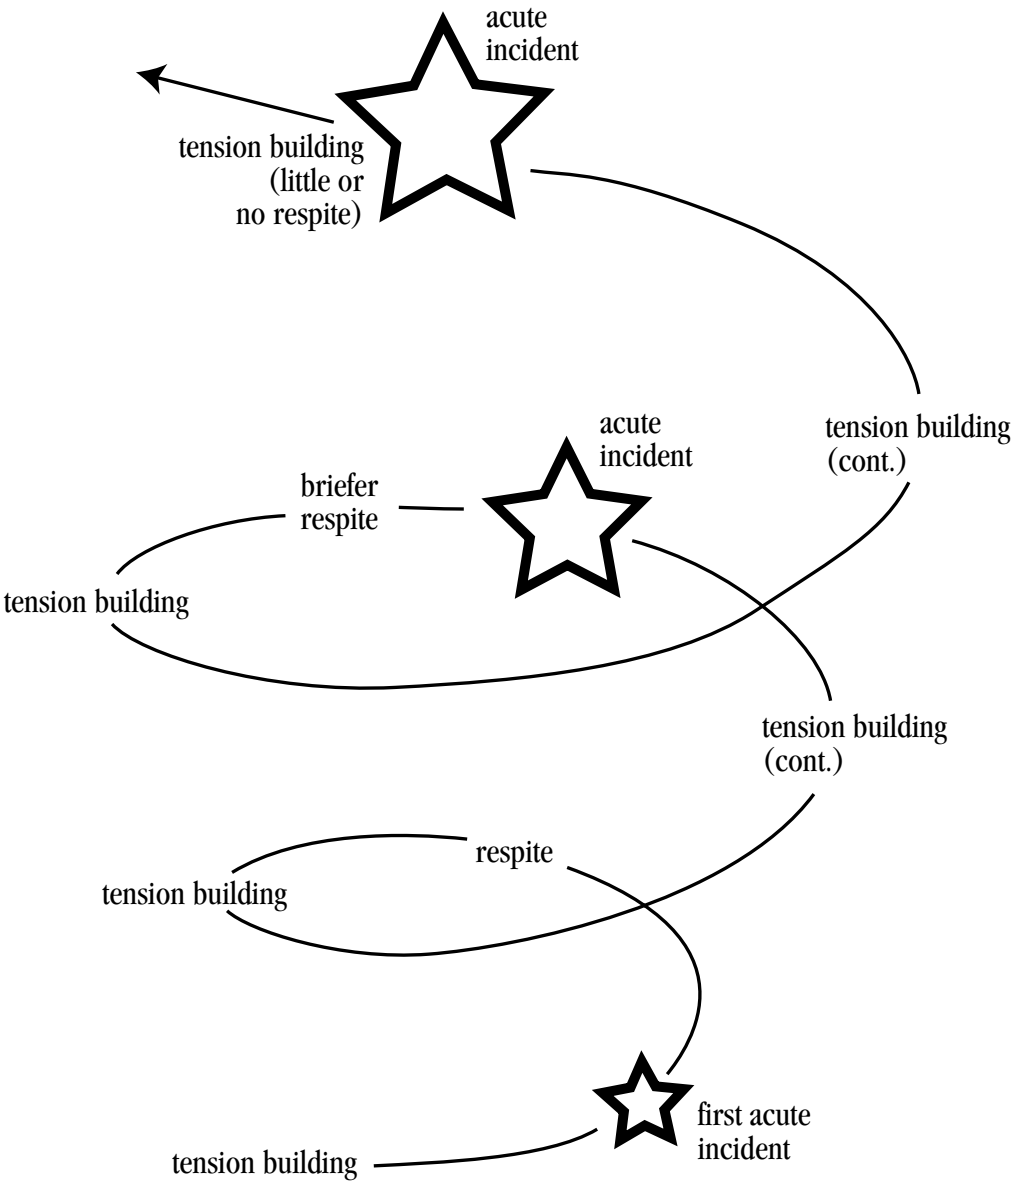 acute
incident
tension building
(little or
no respite)
tension building
(cont.)
acute
incident
briefer
respite
tension building
tension building
(cont.)
respite
tension building
first acute
incident
tension building